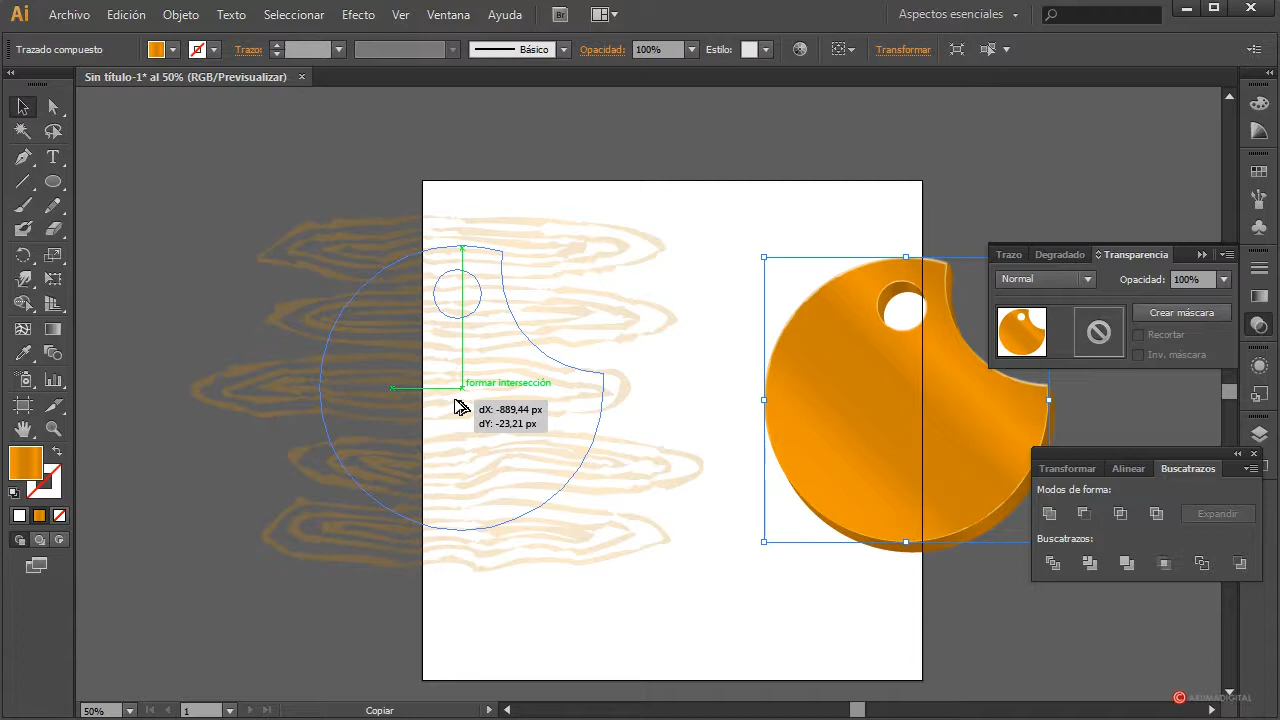 Ai Archivo Edición Objeto Texto Seleccionar Efecto Ver Ventana Ayuda Br Aspectos esenciales
Trazado compuesto Trazo: Básico Opacidad: 100% Estilo: Transformar
Sin título-1* al 50% (RGB/Previsualizar)
Trazo Degradado Transparencia
Normal Opacidad: 100%
Crear máscara
Recortar
Inv. máscara
formar intersección
dX: -889,44 px
dY: -23,21 px
Transformar Alinear Buscatrazos
Modos de forma:
Expandir
Buscatrazos:
© AKUMADIGITAL
50% 1 Copiar